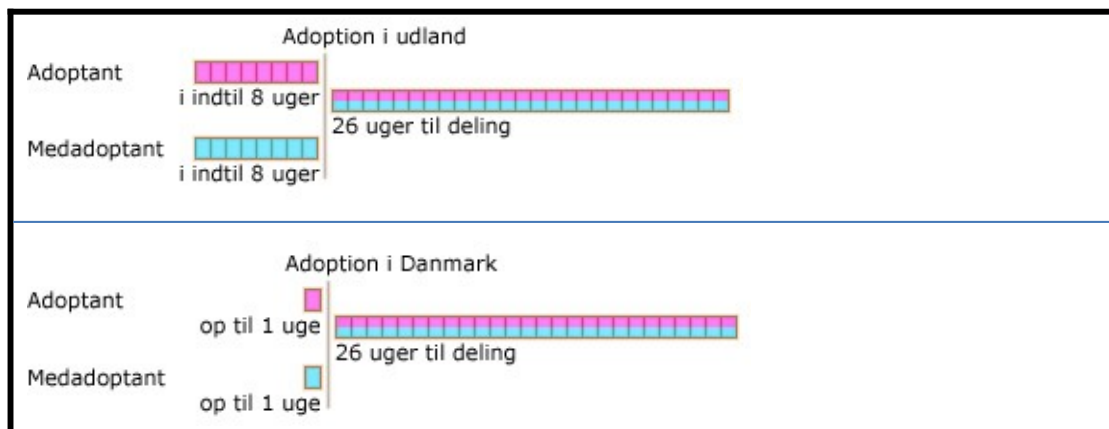 Adoption i udland
Adoptant
i indtil 8 uger
26 uger til deling
Medadoptant
i indtil 8 uger
Adoption i Danmark
Adoptant
op til 1 uge
26 uger til deling
Medadoptant
op til 1 uge